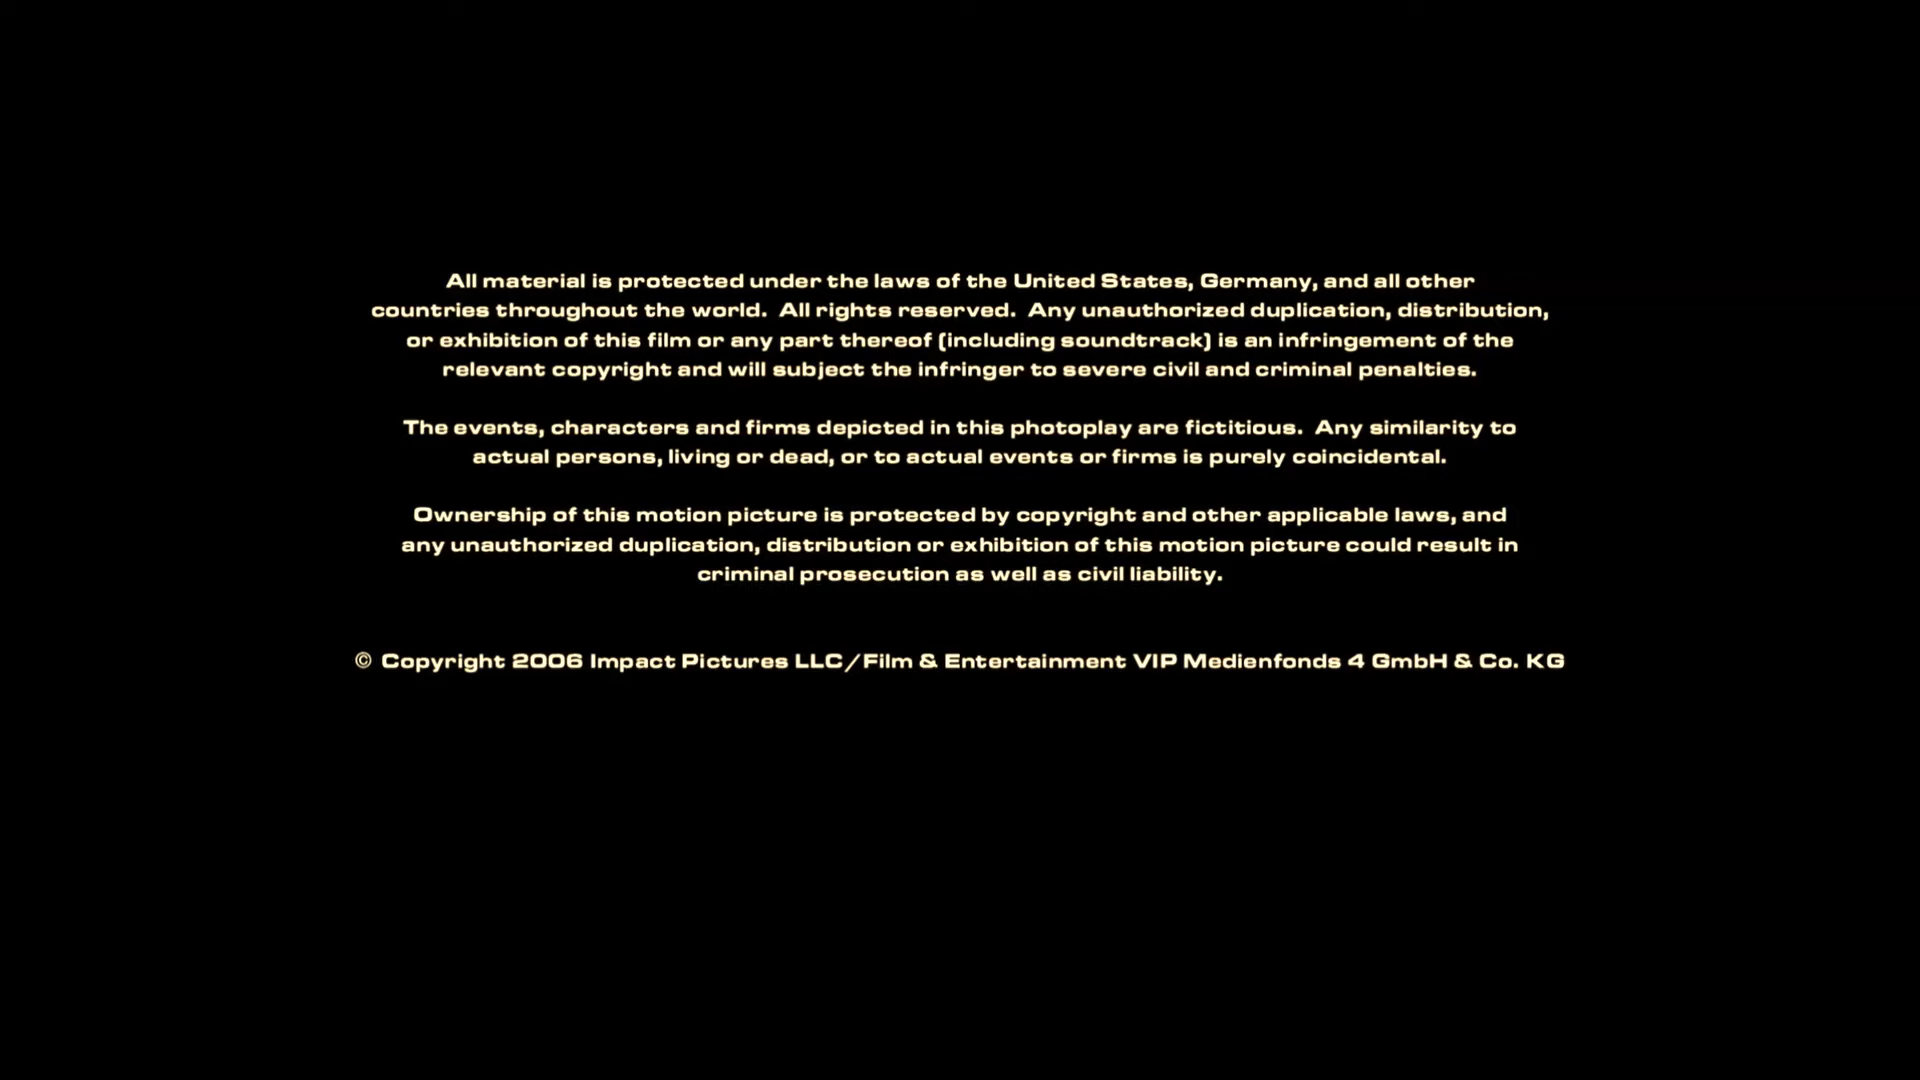 All material is protected under the laws of the United States, Germany, and all other
countries throughout the world.  All rights reserved.  Any unauthorized duplication, distribution,
or exhibition of this film or any part thereof (including soundtrack) is an infringement of the
relevant copyright and will subject the infringer to severe civil and criminal penalties.
The events, characters and firms depicted in this photoplay are fictitious.  Any similarity to
actual persons, living or dead, or to actual events or firms is purely coincidental.
Ownership of this motion picture is protected by copyright and other applicable laws, and
any unauthorized duplication, distribution or exhibition of this motion picture could result in
criminal prosecution as well as civil liability.
© Copyright 2006 Impact Pictures LLC/Film & Entertainment VIP Medienfonds 4 GmbH & Co. KG